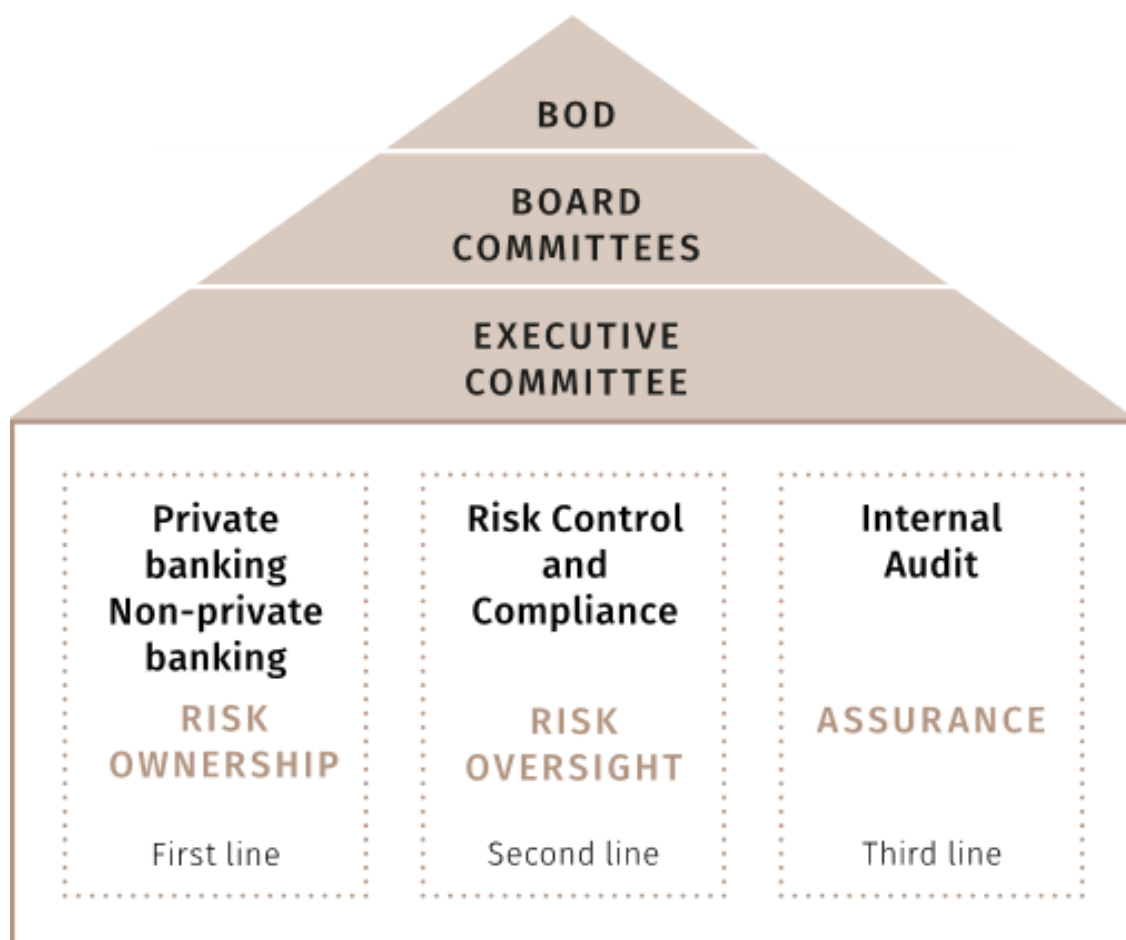 BOD
BOARD
COMMITTEES
EXECUTIVE
COMMITTEE
Private
banking
Non-private
banking
RISK
OWNERSHIP
First line
Risk Control
and
Compliance
RISK
OVERSIGHT
Second line
Internal
Audit
ASSURANCE
Third line